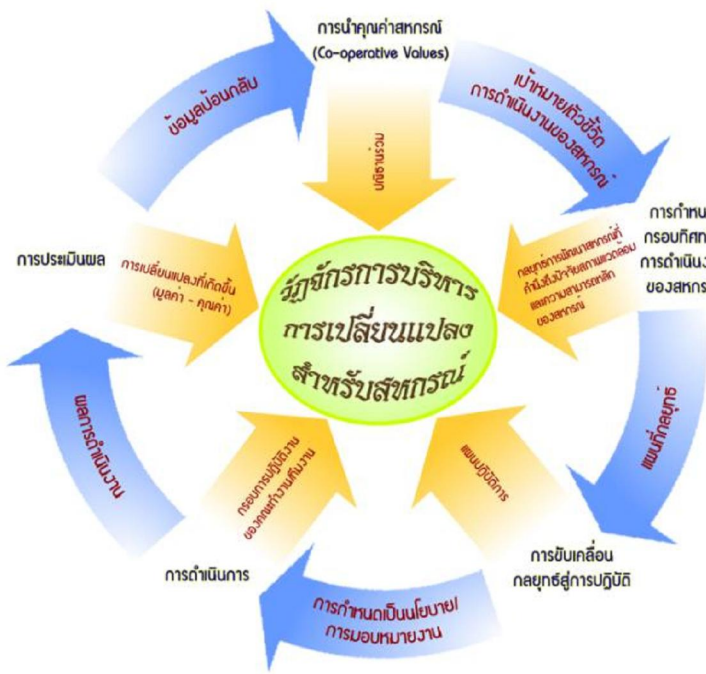 การนำคุณค่าสหกรณ์
(Co-operative Values)
ข้อมูลป้อนกลับ
เป้าหมาย/ตัวชี้วัด
การดำเนินงานของสหกรณ์
ปณิธานร่วม
การกำหน
กรอบทิศท
การดำเนินง
ของสหกร
การประเมินผล
การเปลี่ยนแปลงที่เกิดขึ้น
(มูลค่า - คุณค่า)
กลยุทธ์การพัฒนาสหกรณ์ที่
คำนึงถึงปัจจัยสภาพแวดล้อม
และความสามารถหลัก
ของสหกรณ์
วัฏจักรการบริหาร
การเปลี่ยนแปลง
สำหรับสหกรณ์
ผลการดำเนินงาน
แผนที่กลยุทธ์
กรอบการปฏิบัติงาน
ของคณะทำงาน/ทีมงาน
แผนปฏิบัติการ
การดำเนินการ
การขับเคลื่อน
กลยุทธ์สู่การปฏิบัติ
การกำหนดเป็นนโยบาย/
การมอบหมายงาน